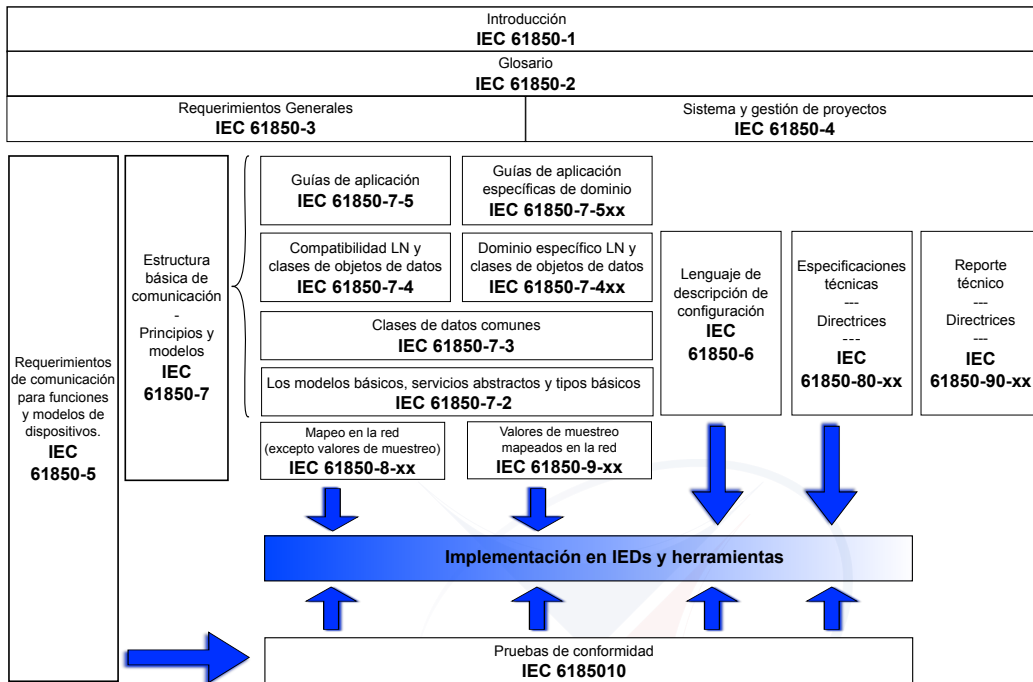 Introducción
IEC 61850-1
Glosario
IEC 61850-2
Requerimientos Generales
IEC 61850-3
Sistema y gestión de proyectos
IEC 61850-4
Requerimientos
de comunicación
para funciones
y modelos de
dispositivos.
IEC
61850-5
Estructura
básica de
comunicación
-
Principios y
modelos
IEC
61850-7
Guías de aplicación
IEC 61850-7-5
Guías de aplicación
específicas de dominio
IEC 61850-7-5xx
Compatibilidad LN y
clases de objetos de datos
IEC 61850-7-4
Dominio específico LN y
clases de objetos de datos
IEC 61850-7-4xx
Clases de datos comunes
IEC 61850-7-3
Los modelos básicos, servicios abstractos y tipos básicos
IEC 61850-7-2
Mapeo en la red
(excepto valores de muestreo)
IEC 61850-8-xx
Valores de muestreo
mapeados en la red
IEC 61850-9-xx
Lenguaje de
descripción de
configuración
IEC
61850-6
Especificaciones
técnicas
---
Directrices
---
IEC
61850-80-xx
Reporte
técnico
---
Directrices
---
IEC
61850-90-xx
Implementación en IEDs y herramientas
Pruebas de conformidad
IEC 6185010